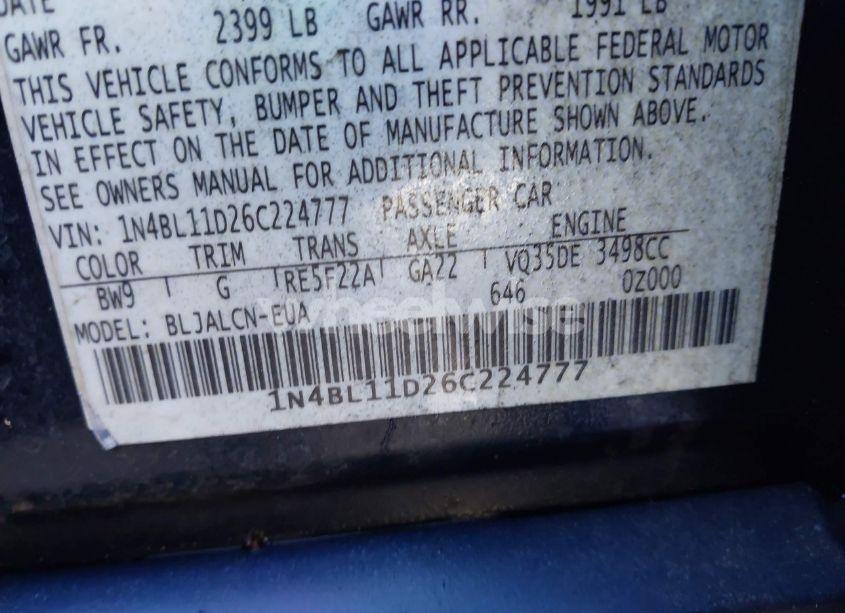 DATE
GAWR FR. 2399 LB GAWR RR. 1991 LB
THIS VEHICLE CONFORMS TO ALL APPLICABLE FEDERAL MOTOR
VEHICLE SAFETY, BUMPER AND THEFT PREVENTION STANDARDS
IN EFFECT ON THE DATE OF MANUFACTURE SHOWN ABOVE.
SEE OWNERS MANUAL FOR ADDITIONAL INFORMATION.
VIN: 1N4BL11D26C224777 PASSENGER CAR
COLOR TRIM TRANS AXLE ENGINE
BW9 G RE5F22A GA22 VQ35DE 3498CC
MODEL: BLJALCN-EUA 646 0Z000
wheelwise
1N4BL11D26C224777